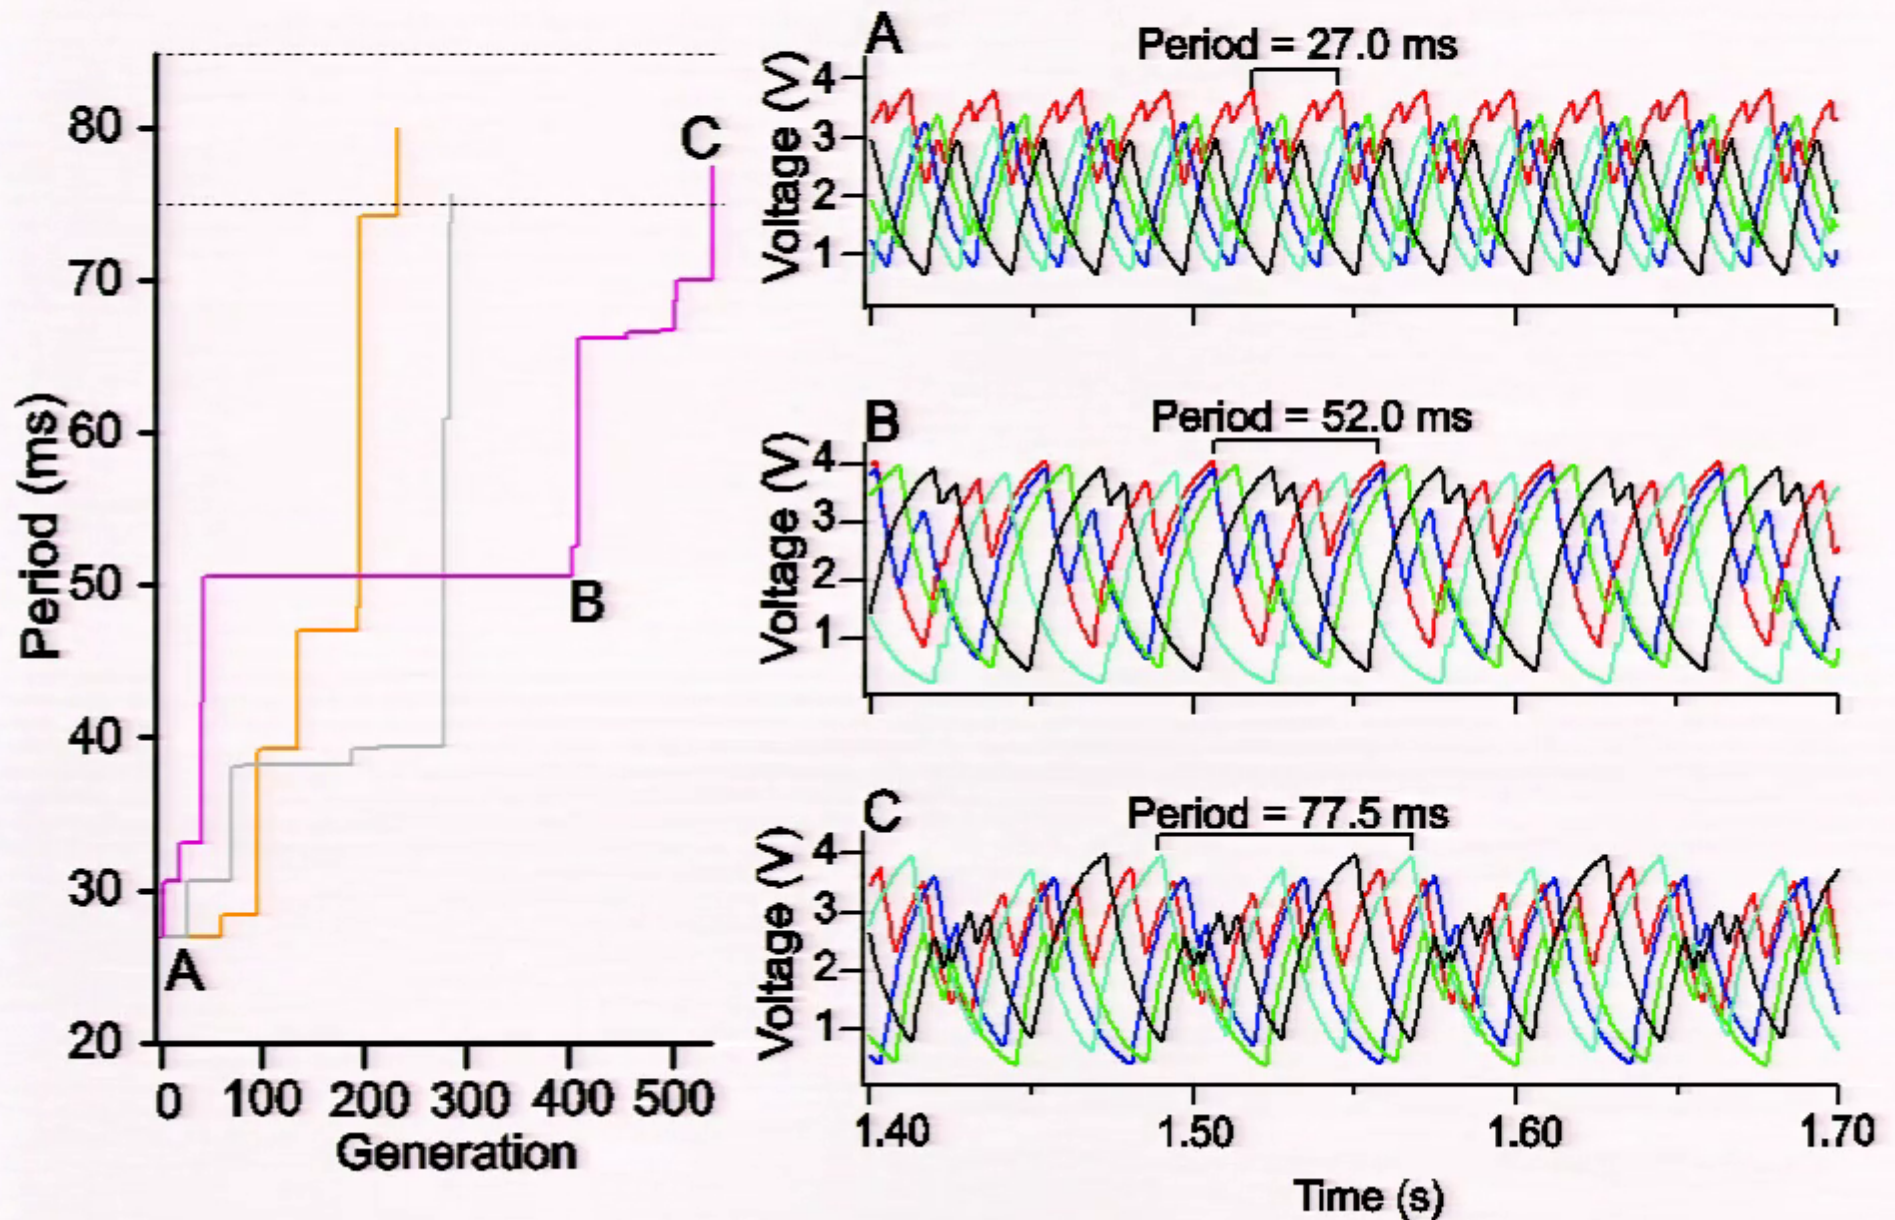 Period (ms)
80
70
60
50
40
30
20
A
B
C
0 100 200 300 400 500
Generation
A
Period = 27.0 ms
Voltage (V)
4
3
2
1
B
Period = 52.0 ms
Voltage (V)
4
3
2
1
C
Period = 77.5 ms
Voltage (V)
4
3
2
1
1.40 1.50 1.60 1.70
Time (s)